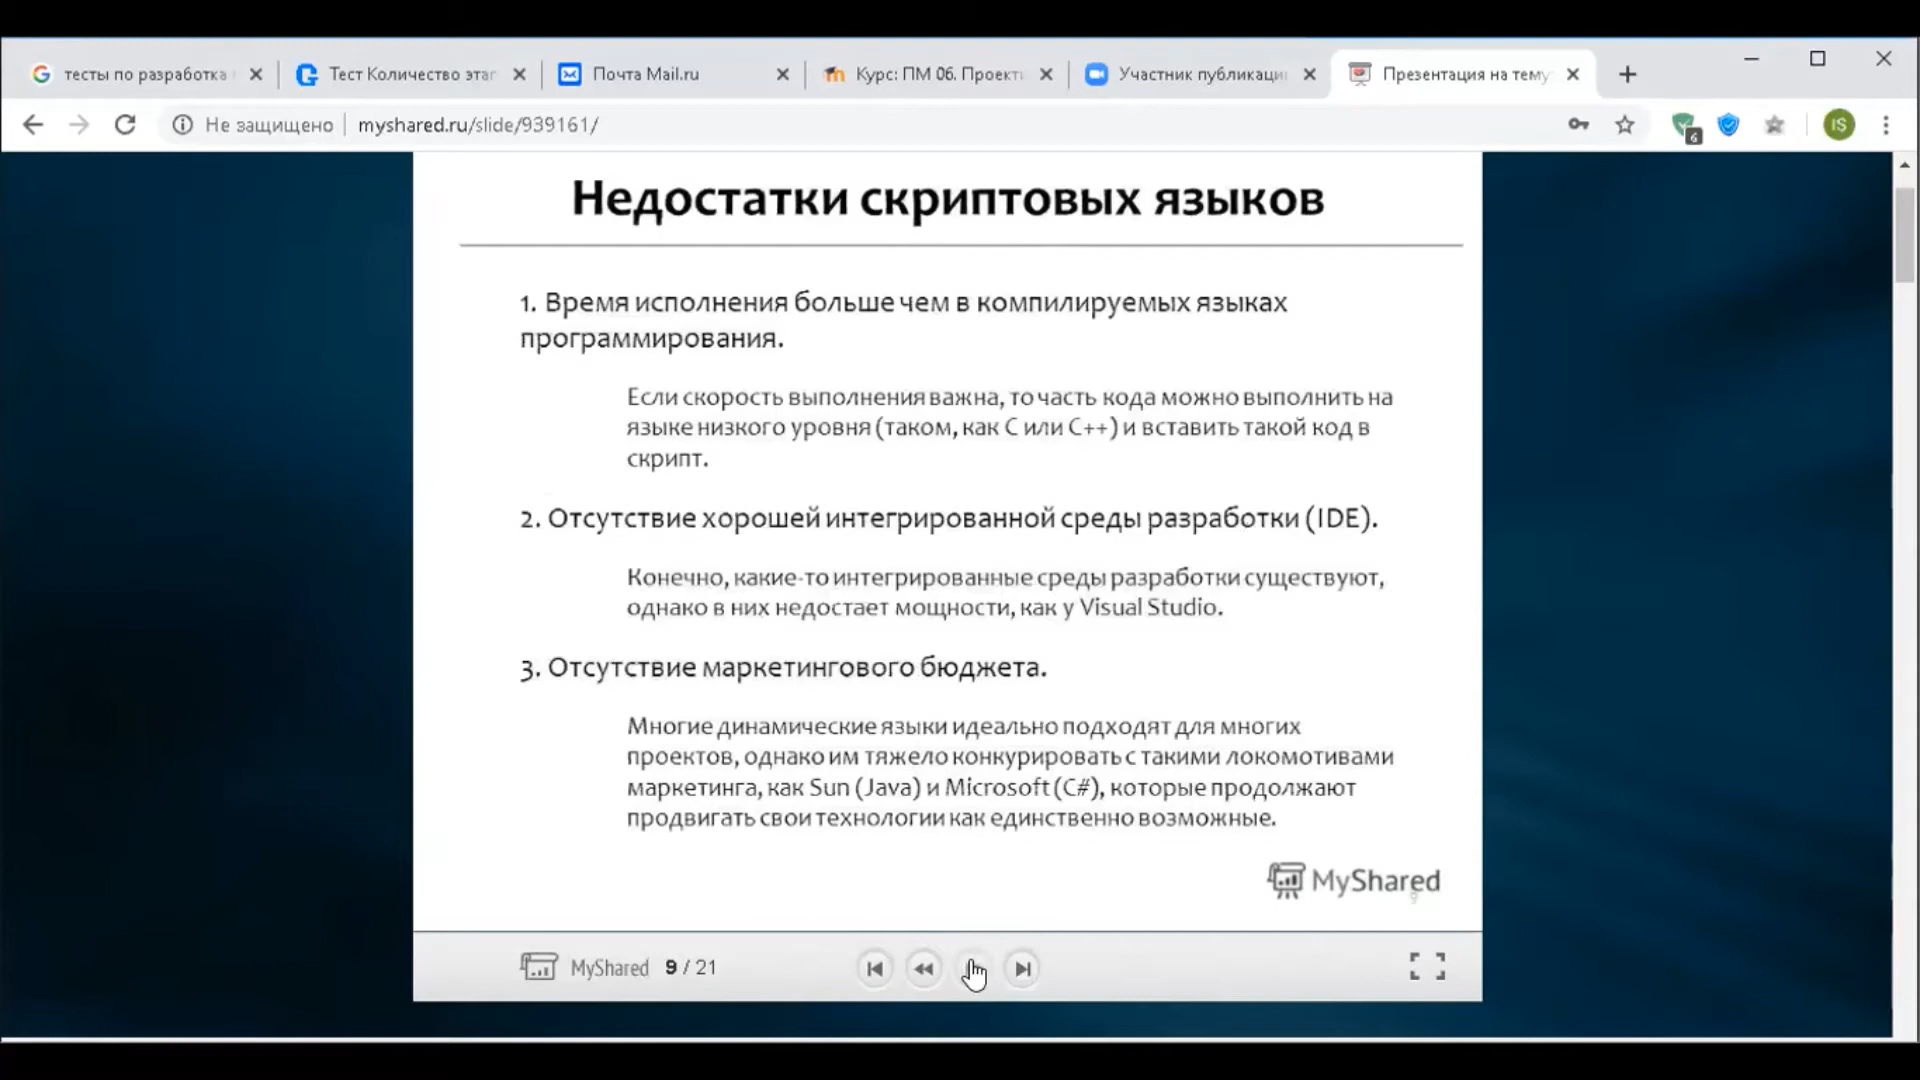 тесты по разработка
Тест Количество этап
Почта Mail.ru
Курс: ПМ 06. Проекти
Участник публикаци
Презентация на тему
Не защищено
myshared.ru/slide/939161/
6
IS
Недостатки скриптовых языков
1. Время исполнения больше чем в компилируемых языках
программирования.
Если скорость выполнения важна, то часть кода можно выполнить на
языке низкого уровня (таком, как С или С++) и вставить такой код в
скрипт.
2. Отсутствие хорошей интегрированной среды разработки (IDE).
Конечно, какие-то интегрированные среды разработки существуют,
однако в них недостает мощности, как у Visual Studio.
3. Отсутствие маркетингового бюджета.
Многие динамические языки идеально подходят для многих
проектов, однако им тяжело конкурировать с такими локомотивами
маркетинга, как Sun (Java) и Microsoft (C#), которые продолжают
продвигать свои технологии как единственно возможные.
MyShared
9
MyShared 9 / 21